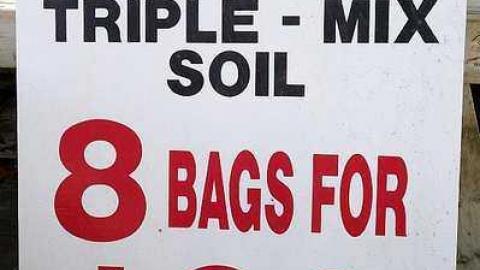 TRIPLE - MIX
SOIL
8 BAGS FOR